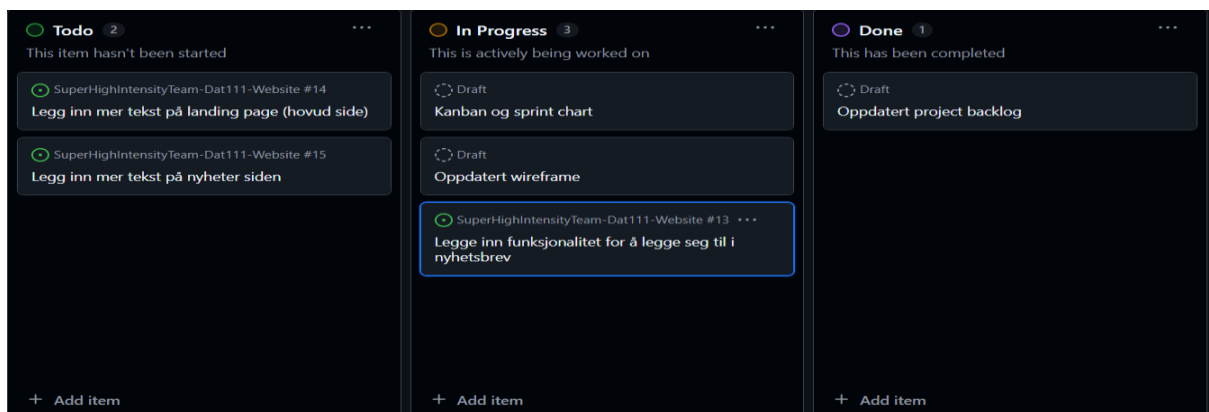 Todo 2
This item hasn't been started
SuperHighIntensityTeam-Dat111-Website #14
Legg inn mer tekst på landing page (hovud side)
SuperHighIntensityTeam-Dat111-Website #15
Legg inn mer tekst på nyheter siden
+ Add item
In Progress 3
This is actively being worked on
Draft
Kanban og sprint chart
Draft
Oppdatert wireframe
SuperHighIntensityTeam-Dat111-Website #13
Legge inn funksjonalitet for å legge seg til i
nyhetsbrev
+ Add item
Done 1
This has been completed
Draft
Oppdatert project backlog
+ Add item